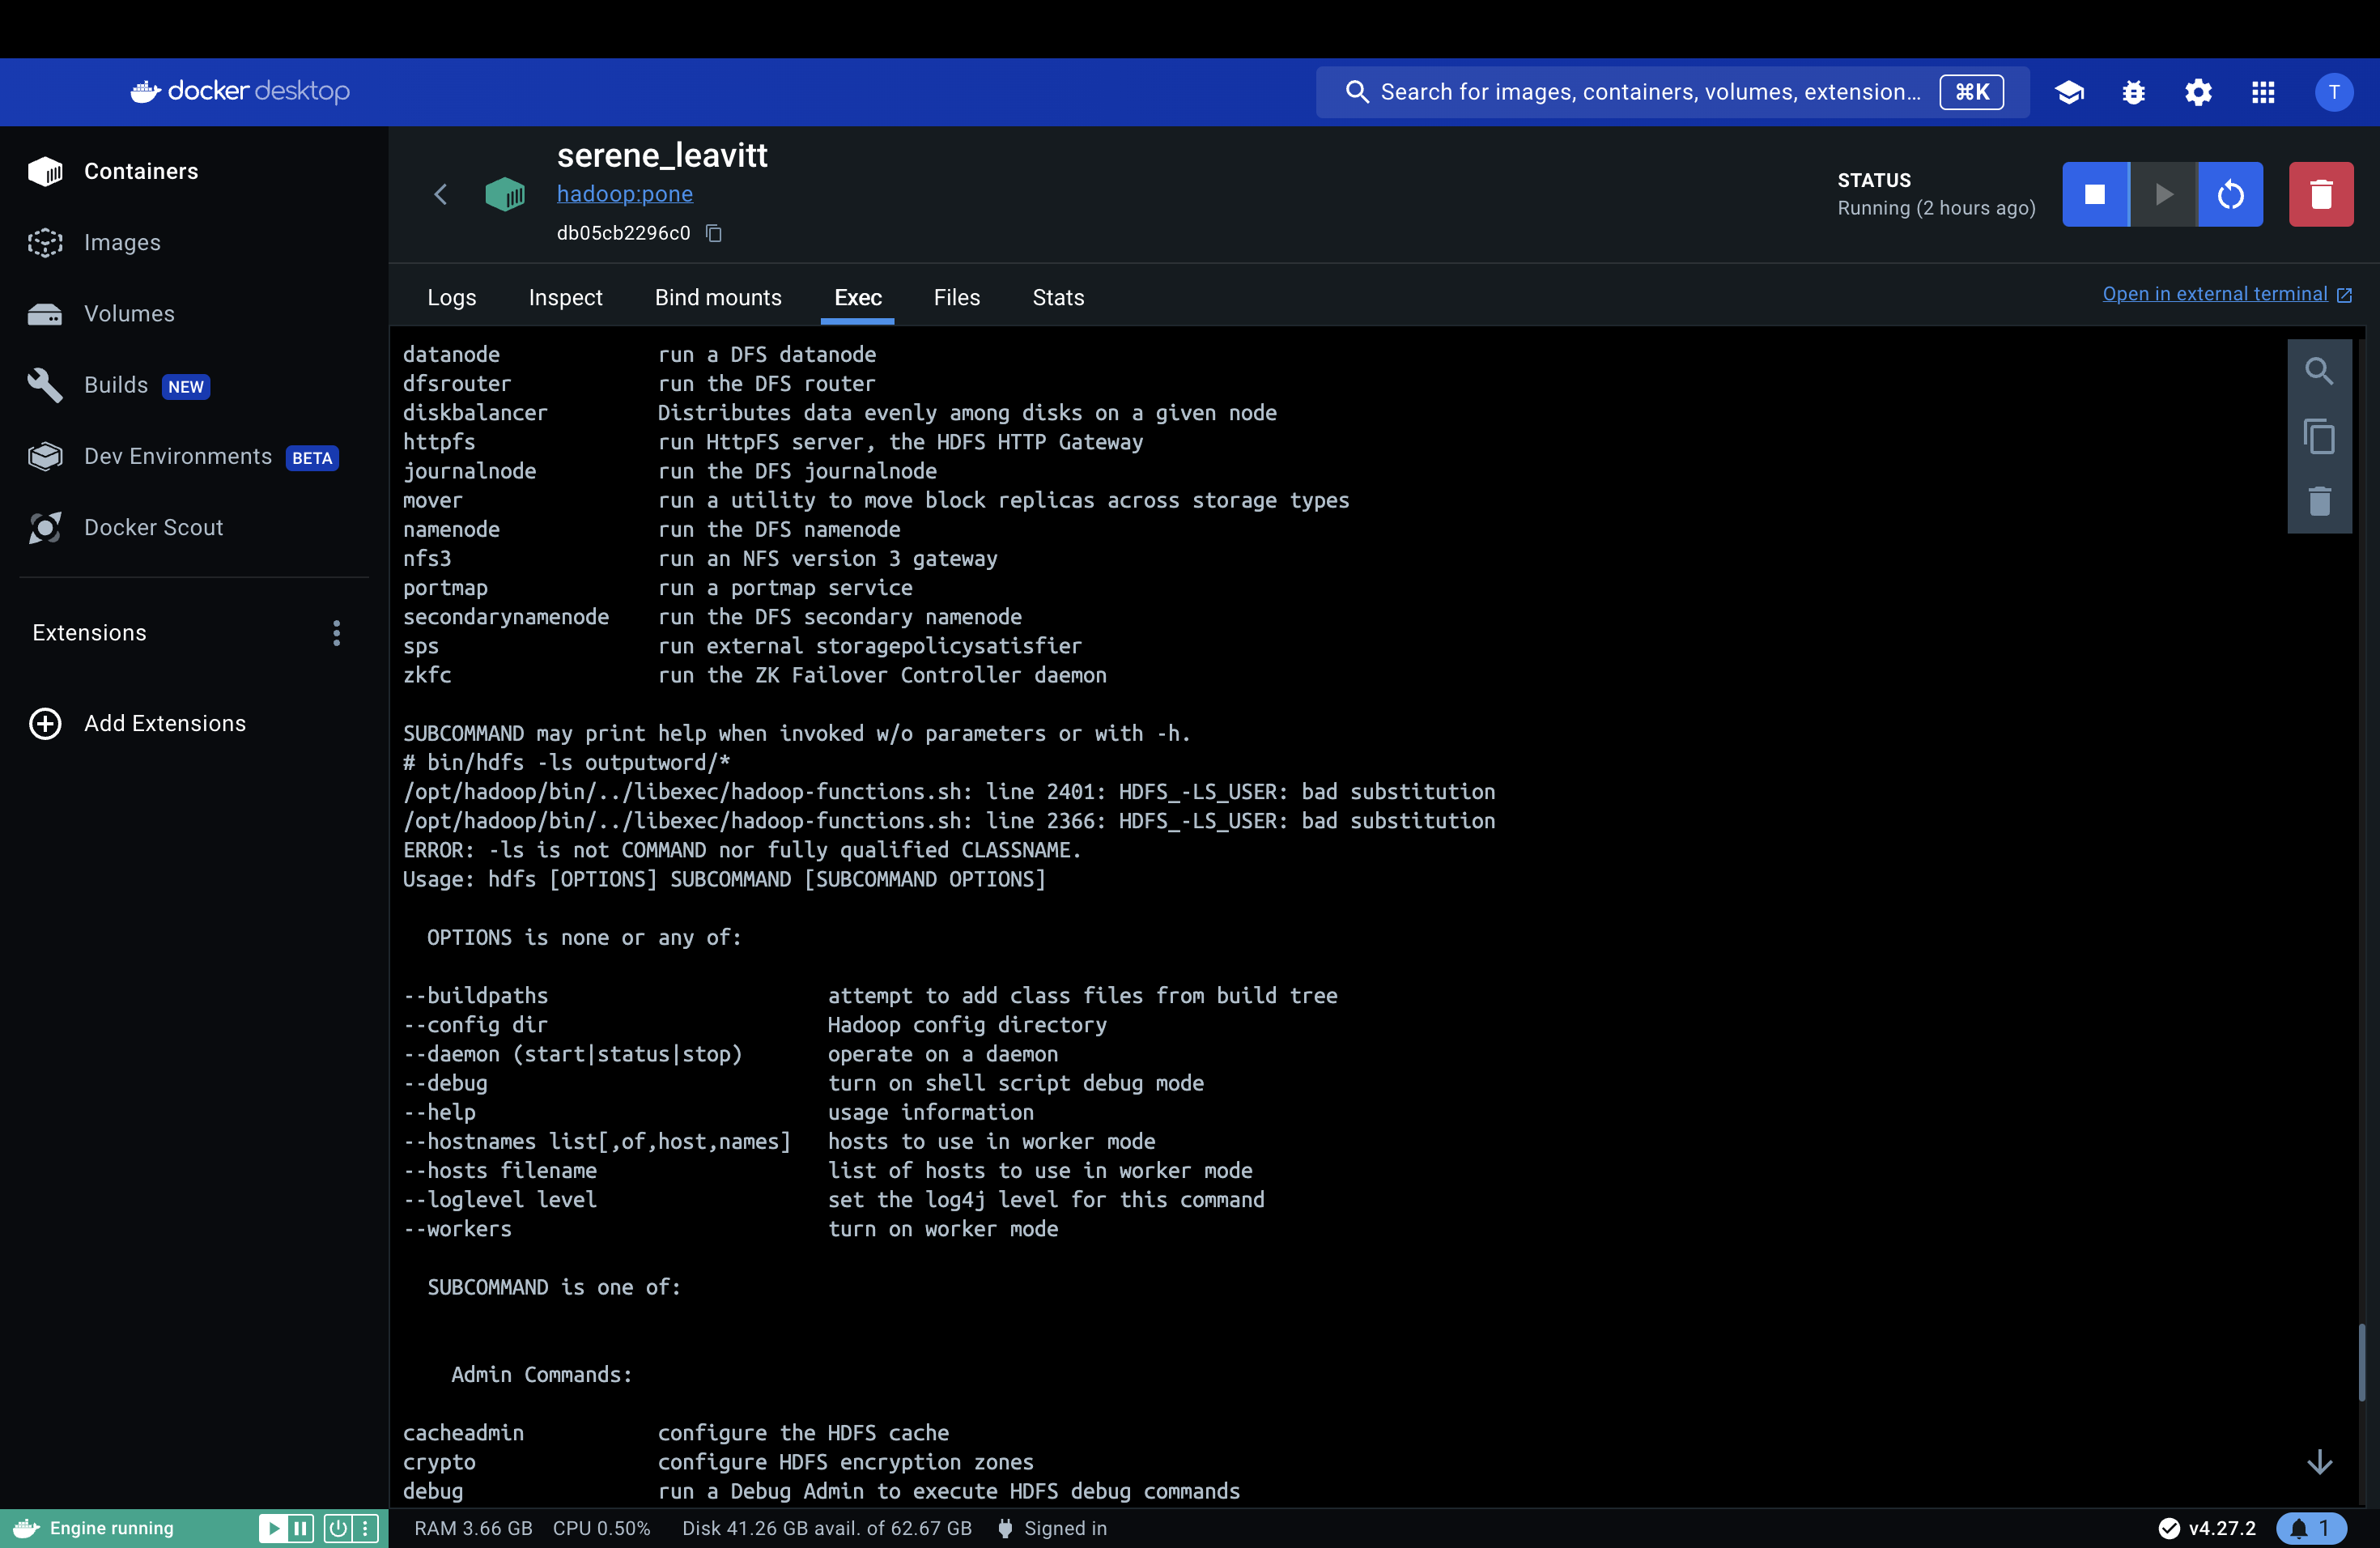 docker desktop
Search for images, containers, volumes, extension... ⌘K
T
Containers
Images
Volumes
Builds NEW
Dev Environments BETA
Docker Scout
Extensions
Add Extensions
serene_leavitt
hadoop:pone
db05cb2296c0
STATUS
Running (2 hours ago)
Logs Inspect Bind mounts Exec Files Stats
Open in external terminal
datanode run a DFS datanode
dfsrouter run the DFS router
diskbalancer Distributes data evenly among disks on a given node
httpfs run HttpFS server, the HDFS HTTP Gateway
journalnode run the DFS journalnode
mover run a utility to move block replicas across storage types
namenode run the DFS namenode
nfs3 run an NFS version 3 gateway
portmap run a portmap service
secondarynamenode run the DFS secondary namenode
sps run external storagepolicysatisfier
zkfc run the ZK Failover Controller daemon
SUBCOMMAND may print help when invoked w/o parameters or with -h.
# bin/hdfs -ls outputword/*
/opt/hadoop/bin/../libexec/hadoop-functions.sh: line 2401: HDFS_-LS_USER: bad substitution
/opt/hadoop/bin/../libexec/hadoop-functions.sh: line 2366: HDFS_-LS_USER: bad substitution
ERROR: -ls is not COMMAND nor fully qualified CLASSNAME.
Usage: hdfs [OPTIONS] SUBCOMMAND [SUBCOMMAND OPTIONS]
OPTIONS is none or any of:
--buildpaths attempt to add class files from build tree
--config dir Hadoop config directory
--daemon (start|status|stop) operate on a daemon
--debug turn on shell script debug mode
--help usage information
--hostnames list[,of,host,names] hosts to use in worker mode
--hosts filename list of hosts to use in worker mode
--loglevel level set the log4j level for this command
--workers turn on worker mode
SUBCOMMAND is one of:
Admin Commands:
cacheadmin configure the HDFS cache
crypto configure HDFS encryption zones
debug run a Debug Admin to execute HDFS debug commands
Engine running
RAM 3.66 GB CPU 0.50% Disk 41.26 GB avail. of 62.67 GB Signed in
v4.27.2
1